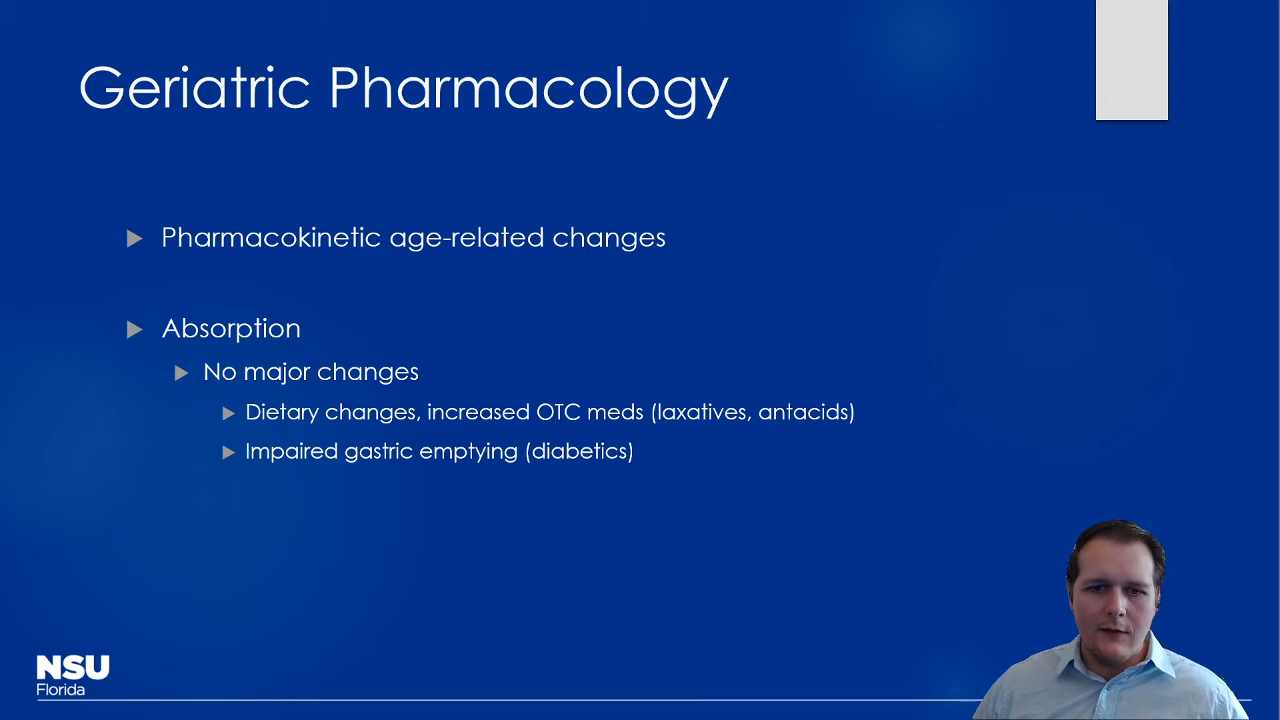 Geriatric Pharmacology
Pharmacokinetic age-related changes
Absorption
No major changes
Dietary changes, increased OTC meds (laxatives, antacids)
Impaired gastric emptying (diabetics)
NSU
Florida